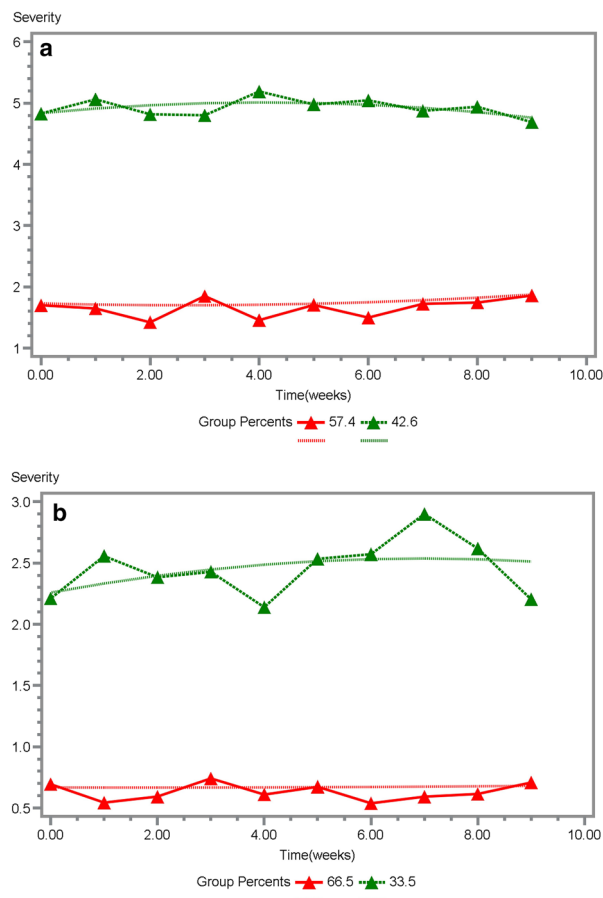 Severity
a
6
5
4
3
2
1
0.00 2.00 4.00 6.00 8.00 10.00
Time(weeks)
Group Percents 57.4 42.6
Severity
b
3.0
2.5
2.0
1.5
1.0
0.5
0.00 2.00 4.00 6.00 8.00 10.00
Time(weeks)
Group Percents 66.5 33.5